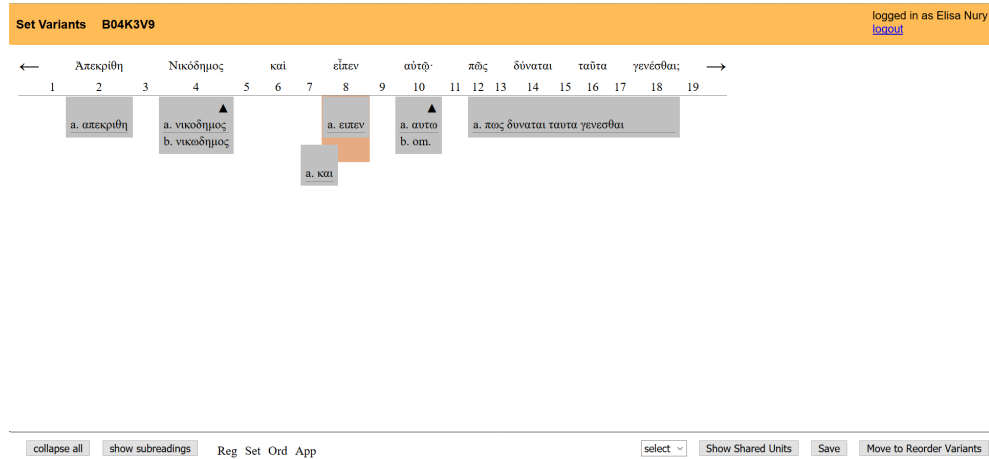 Set Variants B04K3V9
logged in as Elisa Nury
logout
← Ἀπεκρίθη Νικόδημος καὶ εἶπεν αὐτῷ· πῶς δύναται ταῦτα γενέσθαι; →
1 2 3 4 5 6 7 8 9 10 11 12 13 14 15 16 17 18 19
▲ ▲
a. απεκριθη a. νικοδημος a. ειπεν a. αυτω a. πως δυναται ταυτα γενεσθαι
b. νικωδημος b. om.
a. και
collapse all show subreadings Reg Set Ord App select Show Shared Units Save Move to Reorder Variants